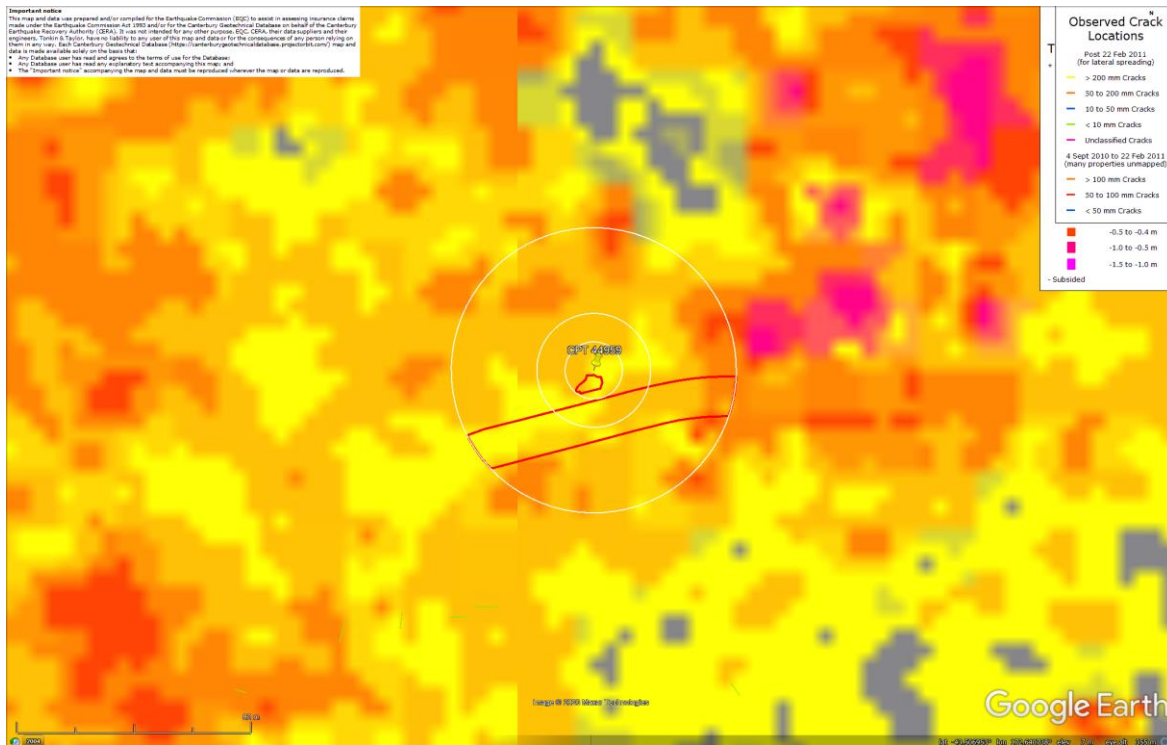 Important notice
This map and data was prepared and/or compiled for the Earthquake Commission (EQC) to assist in assessing insurance claims
made under the Earthquake Commission Act 1993 and/or for the Canterbury Geotechnical Database on behalf of the Canterbury
Earthquake Recovery Authority (CERA). It was not intended for any other purpose. EQC, CERA, their data suppliers and their
engineers, Tonkin & Taylor, have no liability to any user of this map and data or for the consequences of any person relying on
them in any way. Each Canterbury Geotechnical Database (https://canterburygeotechnicaldatabase.projectorbit.com/) map and
data is made available solely on the basis that:
• Any Database user has read and agrees to the terms of use for the Database;
• Any Database user has read any explanatory text accompanying this map; and
• The "Important notice" accompanying the map and data must be reproduced wherever the map or data are reproduced.
N
Observed Crack
Locations
T
+
Post 22 Feb 2011
(for lateral spreading)
> 200 mm Cracks
50 to 200 mm Cracks
10 to 50 mm Cracks
< 10 mm Cracks
Unclassified Cracks
4 Sept 2010 to 22 Feb 2011
(many properties unmapped)
> 100 mm Cracks
50 to 100 mm Cracks
< 50 mm Cracks
-0.5 to -0.4 m
-1.0 to -0.5 m
-1.5 to -1.0 m
- Subsided
CPT 44959
Google Earth
2004